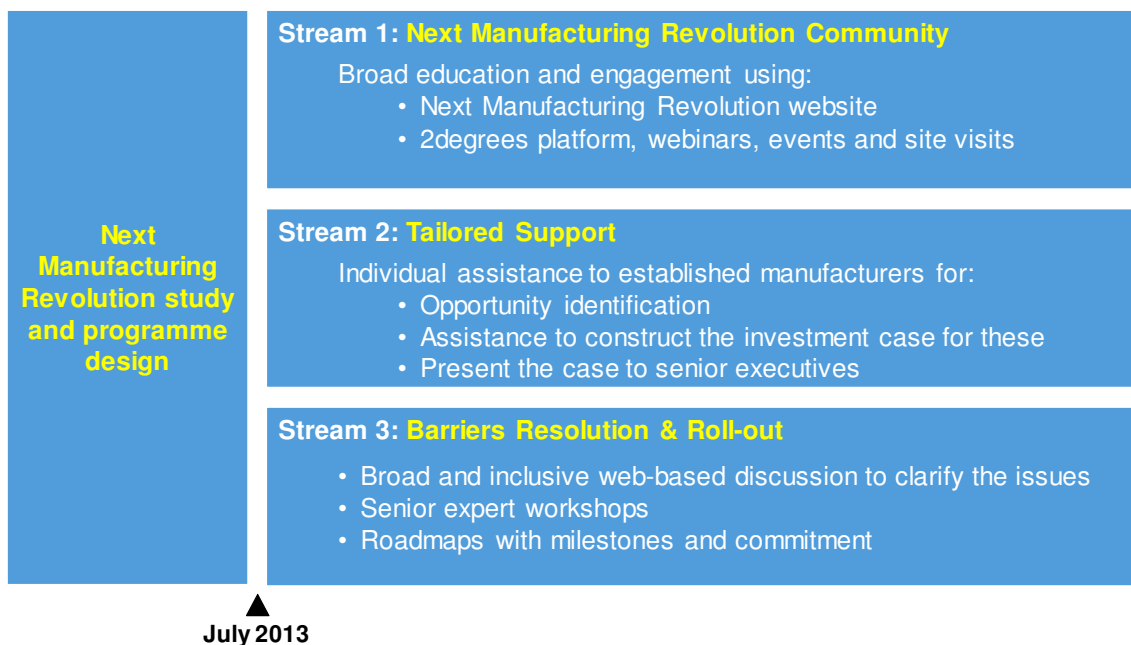 Next
Manufacturing
Revolution study
and programme
design
Stream 1: Next Manufacturing Revolution Community
Broad education and engagement using:
• Next Manufacturing Revolution website
• 2degrees platform, webinars, events and site visits
Stream 2: Tailored Support
Individual assistance to established manufacturers for:
• Opportunity identification
• Assistance to construct the investment case for these
• Present the case to senior executives
Stream 3: Barriers Resolution & Roll-out
• Broad and inclusive web-based discussion to clarify the issues
• Senior expert workshops
• Roadmaps with milestones and commitment
July 2013